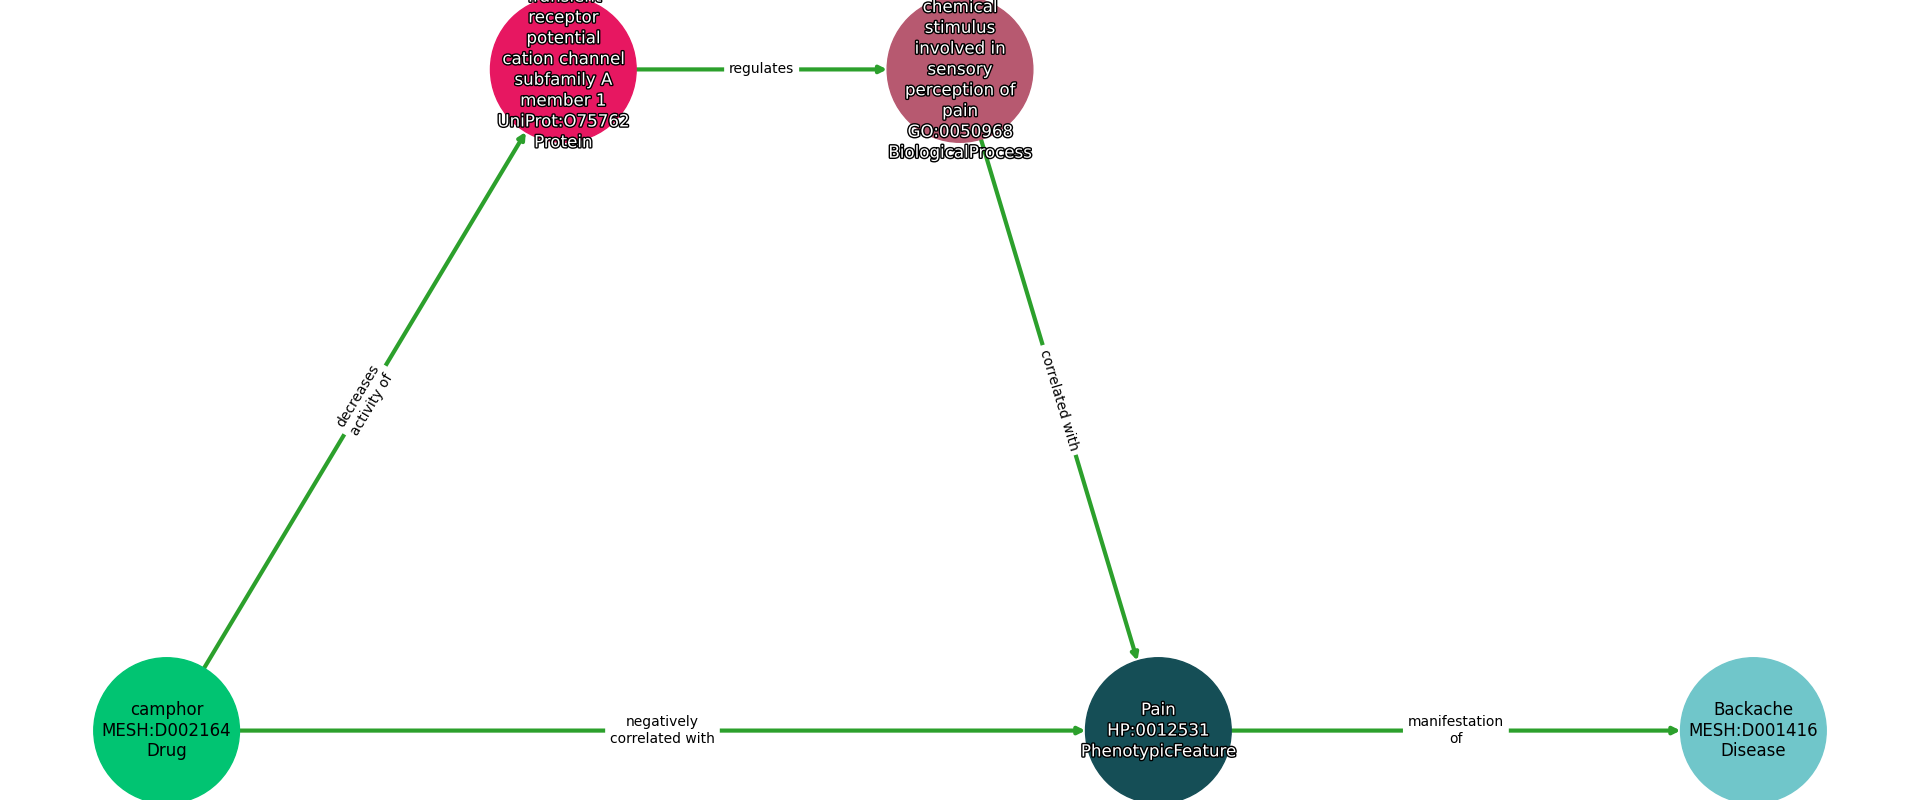 receptor
potential
cation channel
subfamily A
member 1
UniProt:O75762
Protein
regulates
chemical
stimulus
involved in
sensory
perception of
pain
GO:0050968
BiologicalProcess
decreases
activity of
correlated with
camphor
MESH:D002164
Drug
negatively
correlated with
Pain
HP:0012531
PhenotypicFeature
manifestation
of
Backache
MESH:D001416
Disease